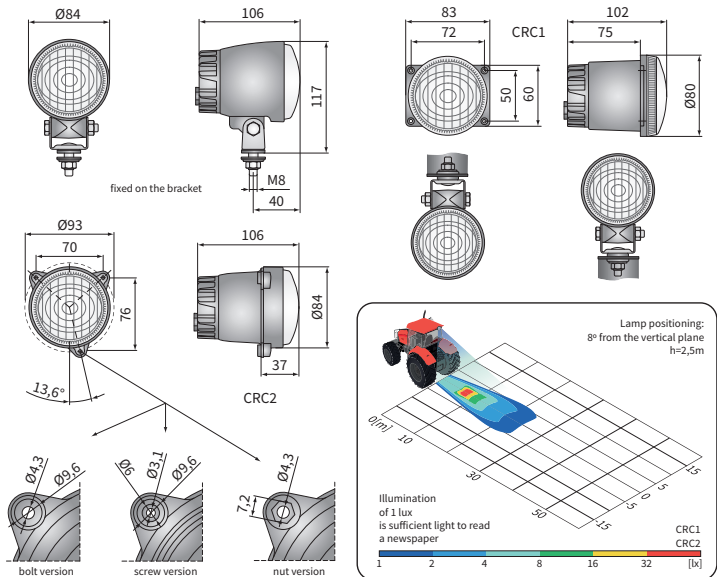 Ø84
106
117
M8
40
fixed on the bracket
83
72
CRC1
50
60
102
75
Ø80
Ø93
70
76
13,6°
106
Ø84
37
CRC2
Ø4,3
Ø9,6
bolt version
Ø6
Ø3,1
Ø9,6
screw version
Ø4,3
7,2
nut version
Lamp positioning:
8º from the vertical plane
h=2,5m
0[m]
10
30
50
-15
-5
0
5
15
Illumination
of 1 lux
is sufficient light to read
a newspaper
CRC1
CRC2
1 2 4 8 16 32 [lx]